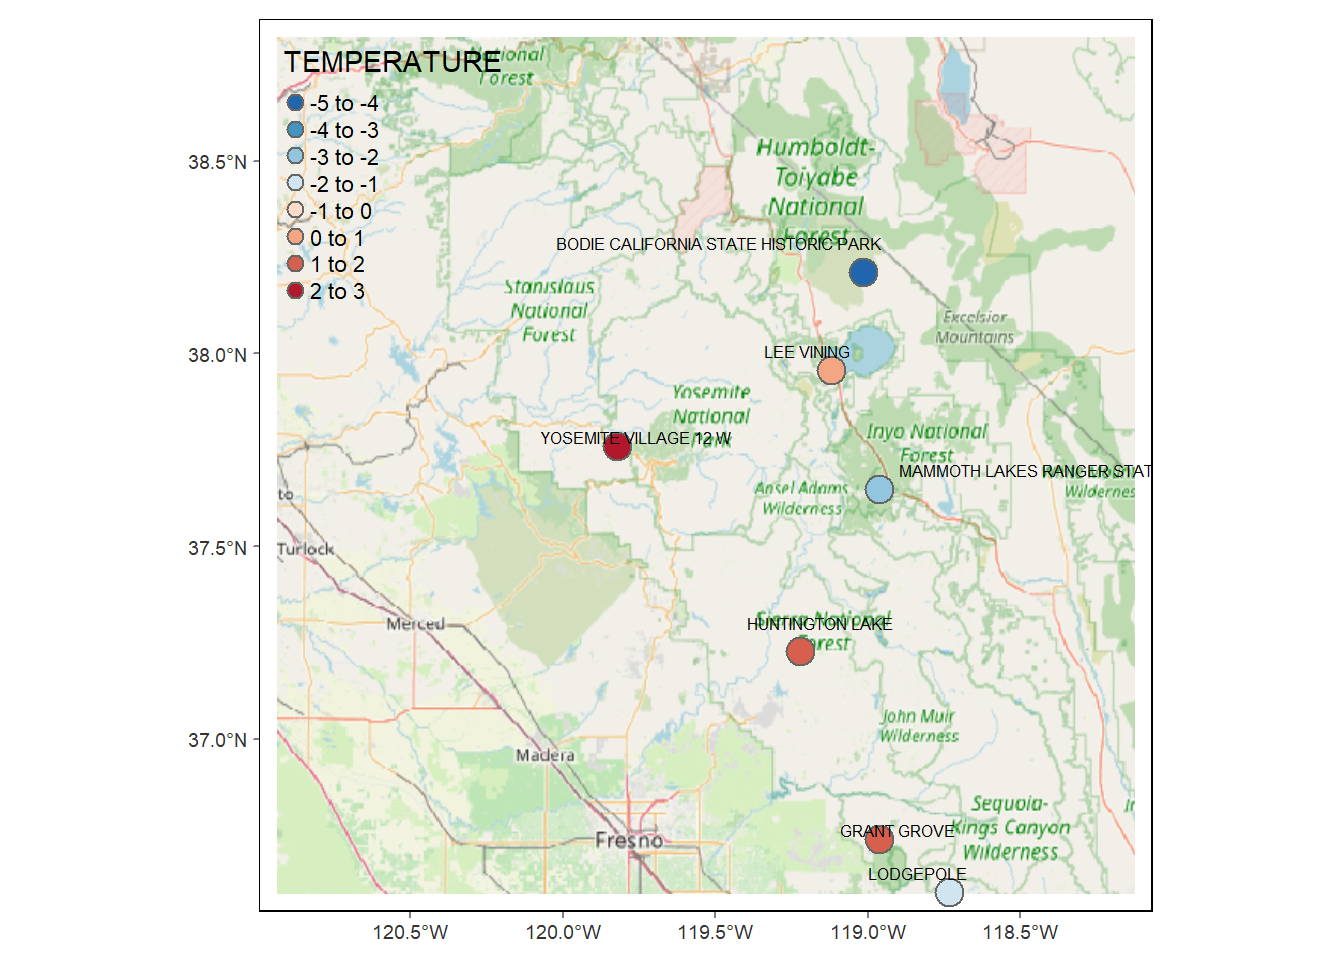 TEMPERATURE
-5 to -4
-4 to -3
-3 to -2
-2 to -1
-1 to 0
0 to 1
1 to 2
2 to 3
National
Forest
Humboldt-
Toiyabe
National
Forest
BODIE CALIFORNIA STATE HISTORIC PARK
Stanislaus
National
Forest
Excelsior
Mountains
LEE VINING
Yosemite
National
Park
YOSEMITE VILLAGE 12 W
Inyo National
Forest
MAMMOTH LAKES RANGER STAT
Ansel Adams
Wilderness
Wilderness
to
Turlock
Merced
Sierra National
Forest
HUNTINGTON LAKE
John Muir
Wilderness
Madera
Sequoia-
Kings Canyon
Wilderness
GRANT GROVE
Fresno
LODGEPOLE
38.5°N
38.0°N
37.5°N
37.0°N
120.5°W
120.0°W
119.5°W
119.0°W
118.5°W